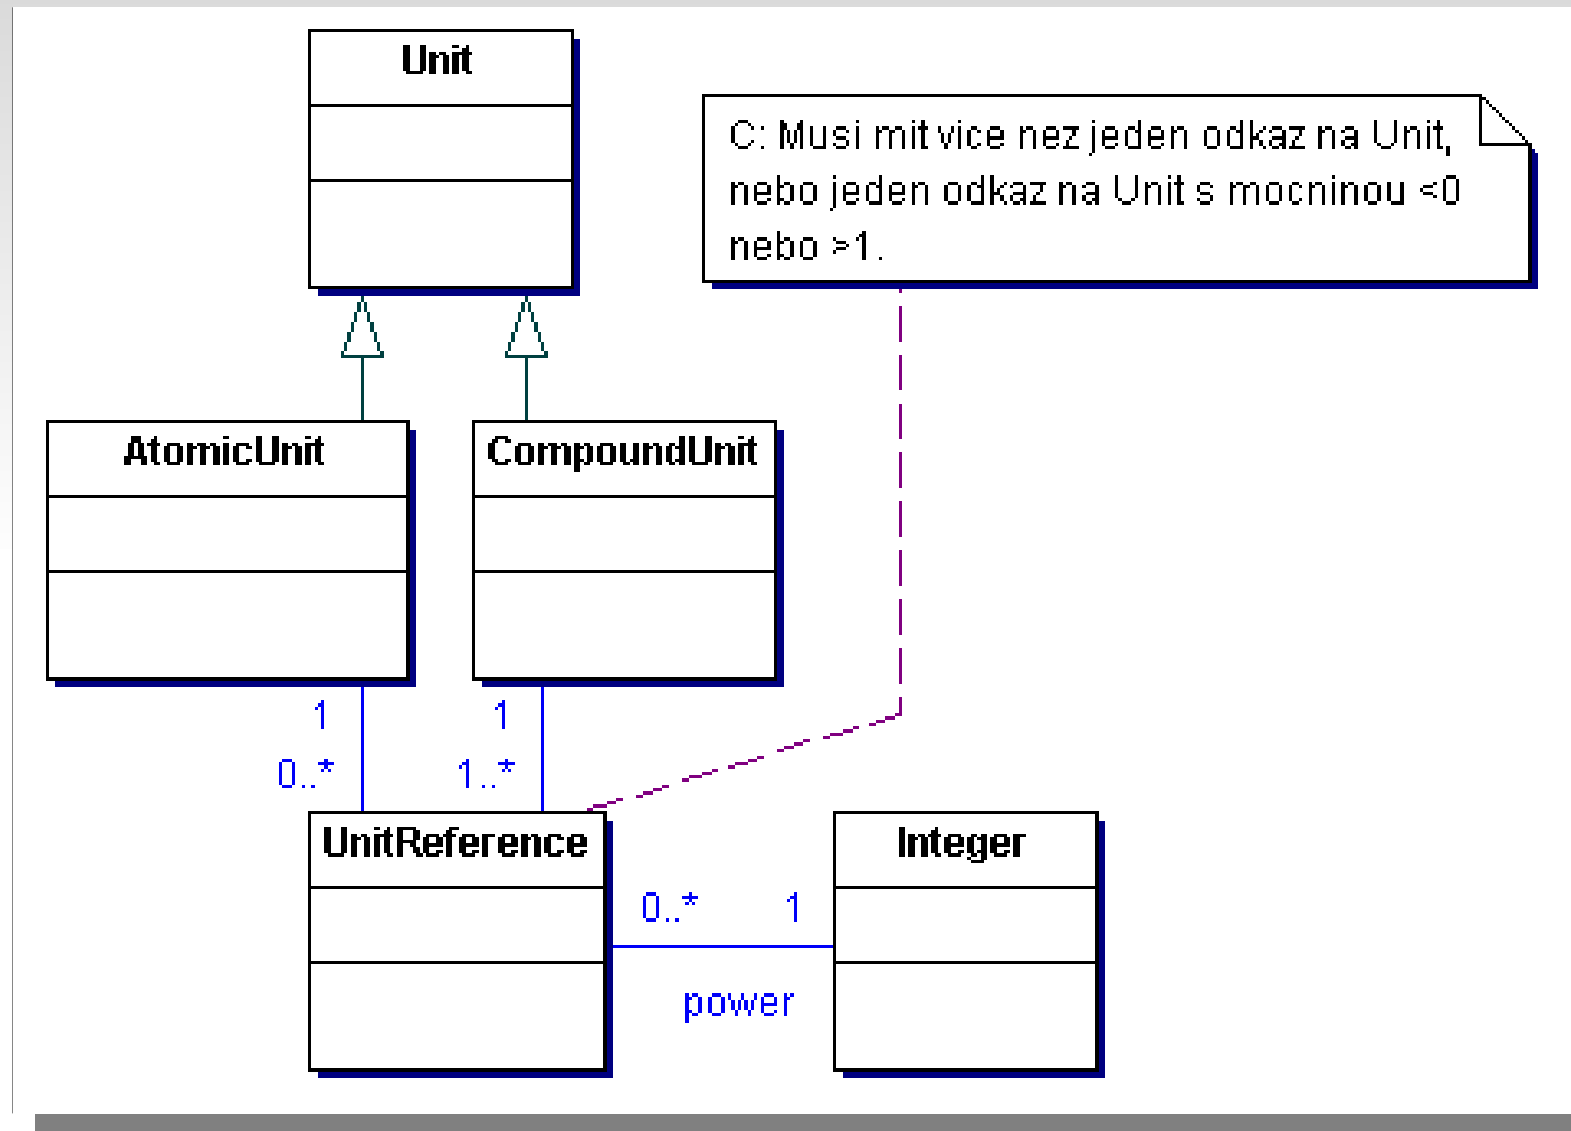 Unit
C: Musi mit vice nez jeden odkaz na Unit,
nebo jeden odkaz na Unit s mocninou <0
nebo >1.
AtomicUnit
CompoundUnit
1
1
0..*
1..*
UnitReference
Integer
0..*
1
power